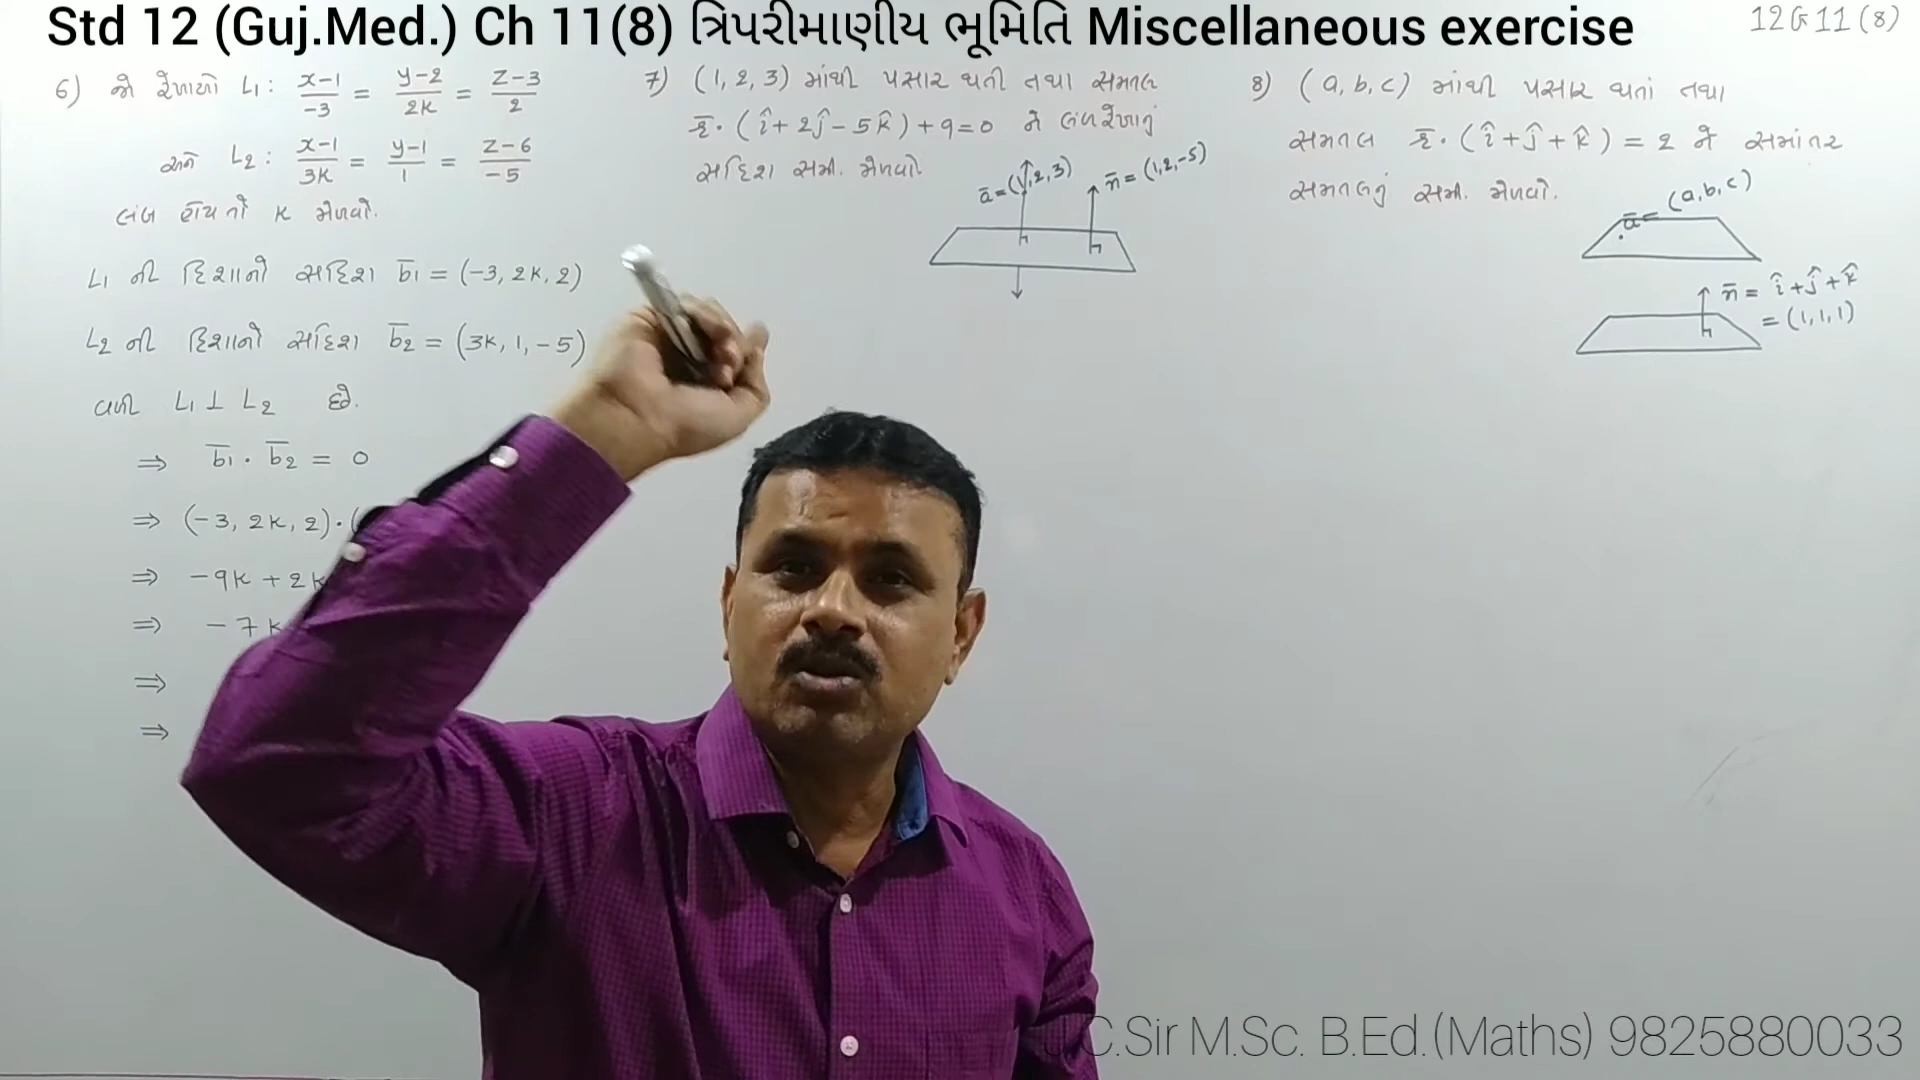 Std 12 (Guj.Med.) Ch 11(8) ત્રિપરીમાણીય ભૂમિતિ Miscellaneous exercise
12 G 11 (8)
6) જો રેખાઓ L₁: (x-1)/-3 = (y-2)/2k = (z-3)/2
અને L₂: (x-1)/3k = (y-1)/1 = (z-6)/-5
લંબ હોય તો k મેળવો.
L₁ ની દિશાનો સદિશ b̅₁ = (-3, 2k, 2)
L₂ ની દિશાનો સદિશ b̅₂ = (3k, 1, -5)
વળી L₁ ⊥ L₂ છે.
⇒ b̅₁ · b̅₂ = 0
⇒ (-3, 2k, 2) · (
⇒ -9k + 2k
⇒ -7k
⇒
⇒
7) (1, 2, 3) માંથી પસાર થતી તથા સમતલ
r̅ · (î + 2ĵ - 5k̂) + 9 = 0 ને લંબરેખાનું
સદિશ સમી. મેળવો.
a̅ = (1, 2, 3)
n̅ = (1, 2, -5)
8) (a, b, c) માંથી પસાર થતાં તથા
સમતલ r̅ · (î + ĵ + k̂) = 2 ને સમાંતર
સમતલનું સમી. મેળવો.
a̅ = (a, b, c)
n̅ = î + ĵ + k̂
= (1, 1, 1)
J.C.Sir M.Sc. B.Ed.(Maths) 9825880033